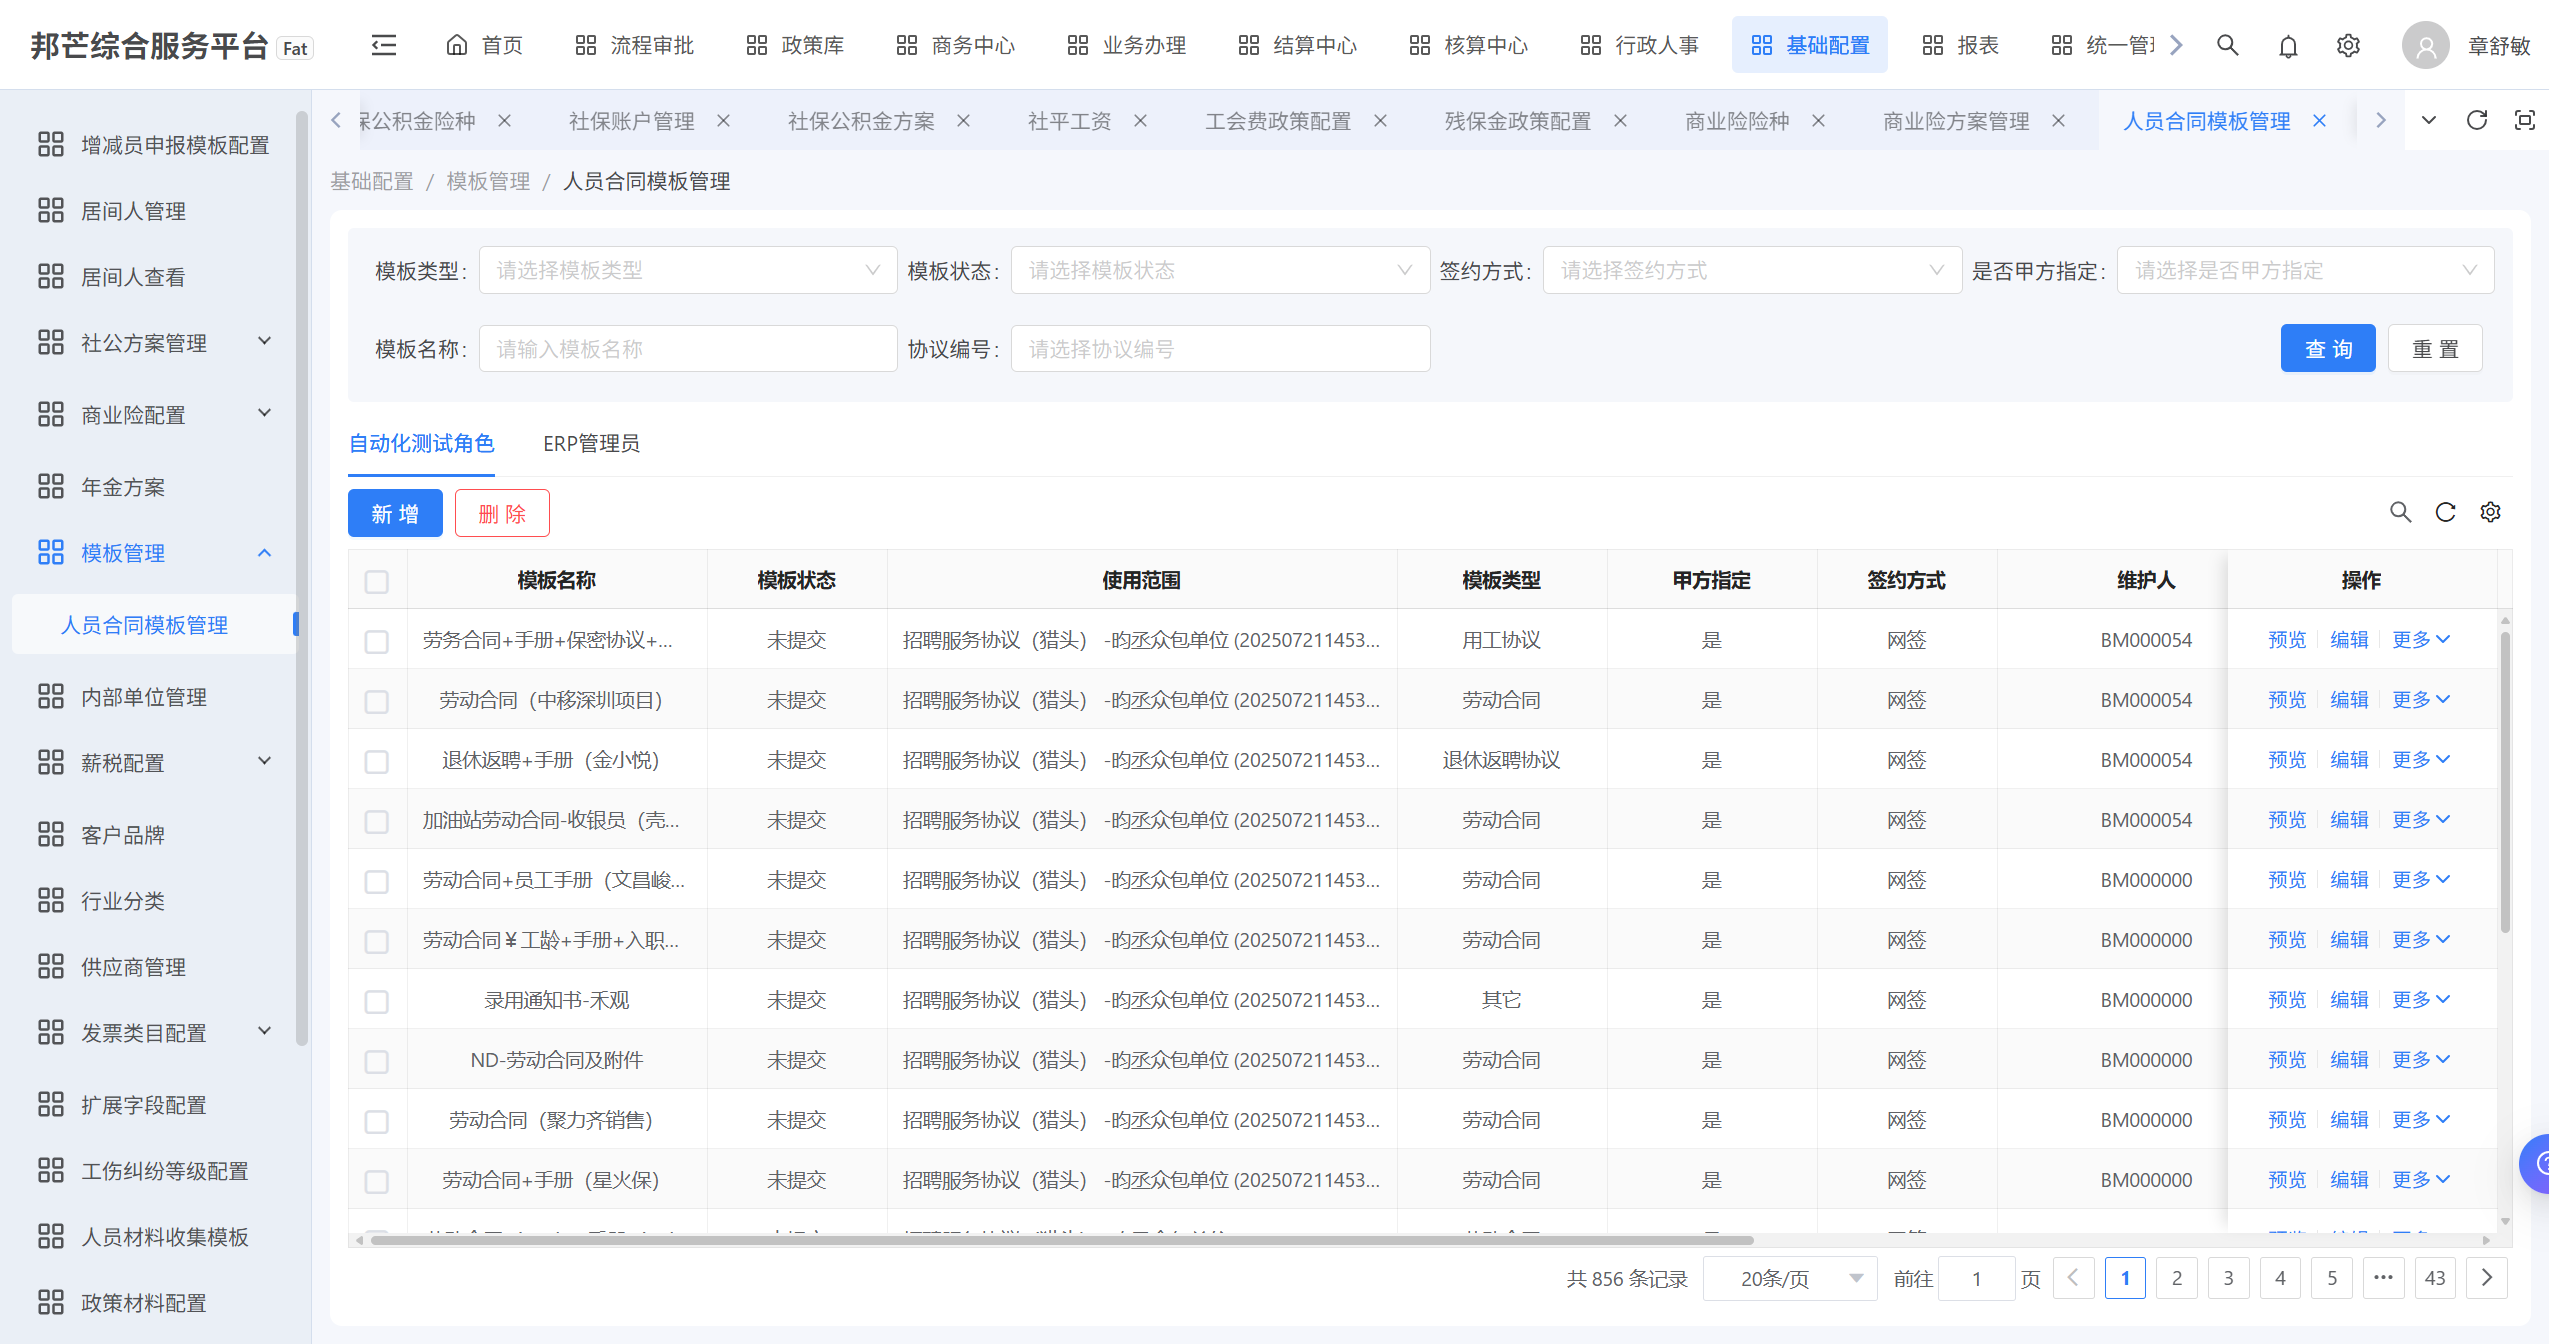 邦芒综合服务平台 Fat 首页 流程审批 政策库 商务中心 业务办理 结算中心 核算中心 行政人事 基础配置 报表 统一管 章舒敏
保公积金险种 社保账户管理 社保公积金方案 社平工资 工会费政策配置 残保金政策配置 商业险险种 商业险方案管理 人员合同模板管理
增减员申报模板配置
居间人管理
居间人查看
社公方案管理
商业险配置
年金方案
模板管理
人员合同模板管理
内部单位管理
薪税配置
客户品牌
行业分类
供应商管理
发票类目配置
扩展字段配置
工伤纠纷等级配置
人员材料收集模板
政策材料配置
基础配置 / 模板管理 / 人员合同模板管理
模板类型: 请选择模板类型 模板状态: 请选择模板状态 签约方式: 请选择签约方式 是否甲方指定: 请选择是否甲方指定
模板名称: 请输入模板名称 协议编号: 请选择协议编号 查 询 重 置
自动化测试角色 ERP管理员
新 增 删 除
模板名称 模板状态 使用范围 模板类型 甲方指定 签约方式 维护人 操作
劳务合同+手册+保密协议+... 未提交 招聘服务协议（猎头） -昀丞众包单位 (202507211453... 用工协议 是 网签 BM000054 预览 编辑 更多
劳动合同（中移深圳项目） 未提交 招聘服务协议（猎头） -昀丞众包单位 (202507211453... 劳动合同 是 网签 BM000054 预览 编辑 更多
退休返聘+手册（金小悦） 未提交 招聘服务协议（猎头） -昀丞众包单位 (202507211453... 退休返聘协议 是 网签 BM000054 预览 编辑 更多
加油站劳动合同-收银员（壳... 未提交 招聘服务协议（猎头） -昀丞众包单位 (202507211453... 劳动合同 是 网签 BM000054 预览 编辑 更多
劳动合同+员工手册（文昌峻... 未提交 招聘服务协议（猎头） -昀丞众包单位 (202507211453... 劳动合同 是 网签 BM000000 预览 编辑 更多
劳动合同￥工龄+手册+入职... 未提交 招聘服务协议（猎头） -昀丞众包单位 (202507211453... 劳动合同 是 网签 BM000000 预览 编辑 更多
录用通知书-禾观 未提交 招聘服务协议（猎头） -昀丞众包单位 (202507211453... 其它 是 网签 BM000000 预览 编辑 更多
ND-劳动合同及附件 未提交 招聘服务协议（猎头） -昀丞众包单位 (202507211453... 劳动合同 是 网签 BM000000 预览 编辑 更多
劳动合同（聚力齐销售） 未提交 招聘服务协议（猎头） -昀丞众包单位 (202507211453... 劳动合同 是 网签 BM000000 预览 编辑 更多
劳动合同+手册（星火保） 未提交 招聘服务协议（猎头） -昀丞众包单位 (202507211453... 劳动合同 是 网签 BM000000 预览 编辑 更多
共 856 条记录 20条/页 前往 1 页 1 2 3 4 5 ••• 43